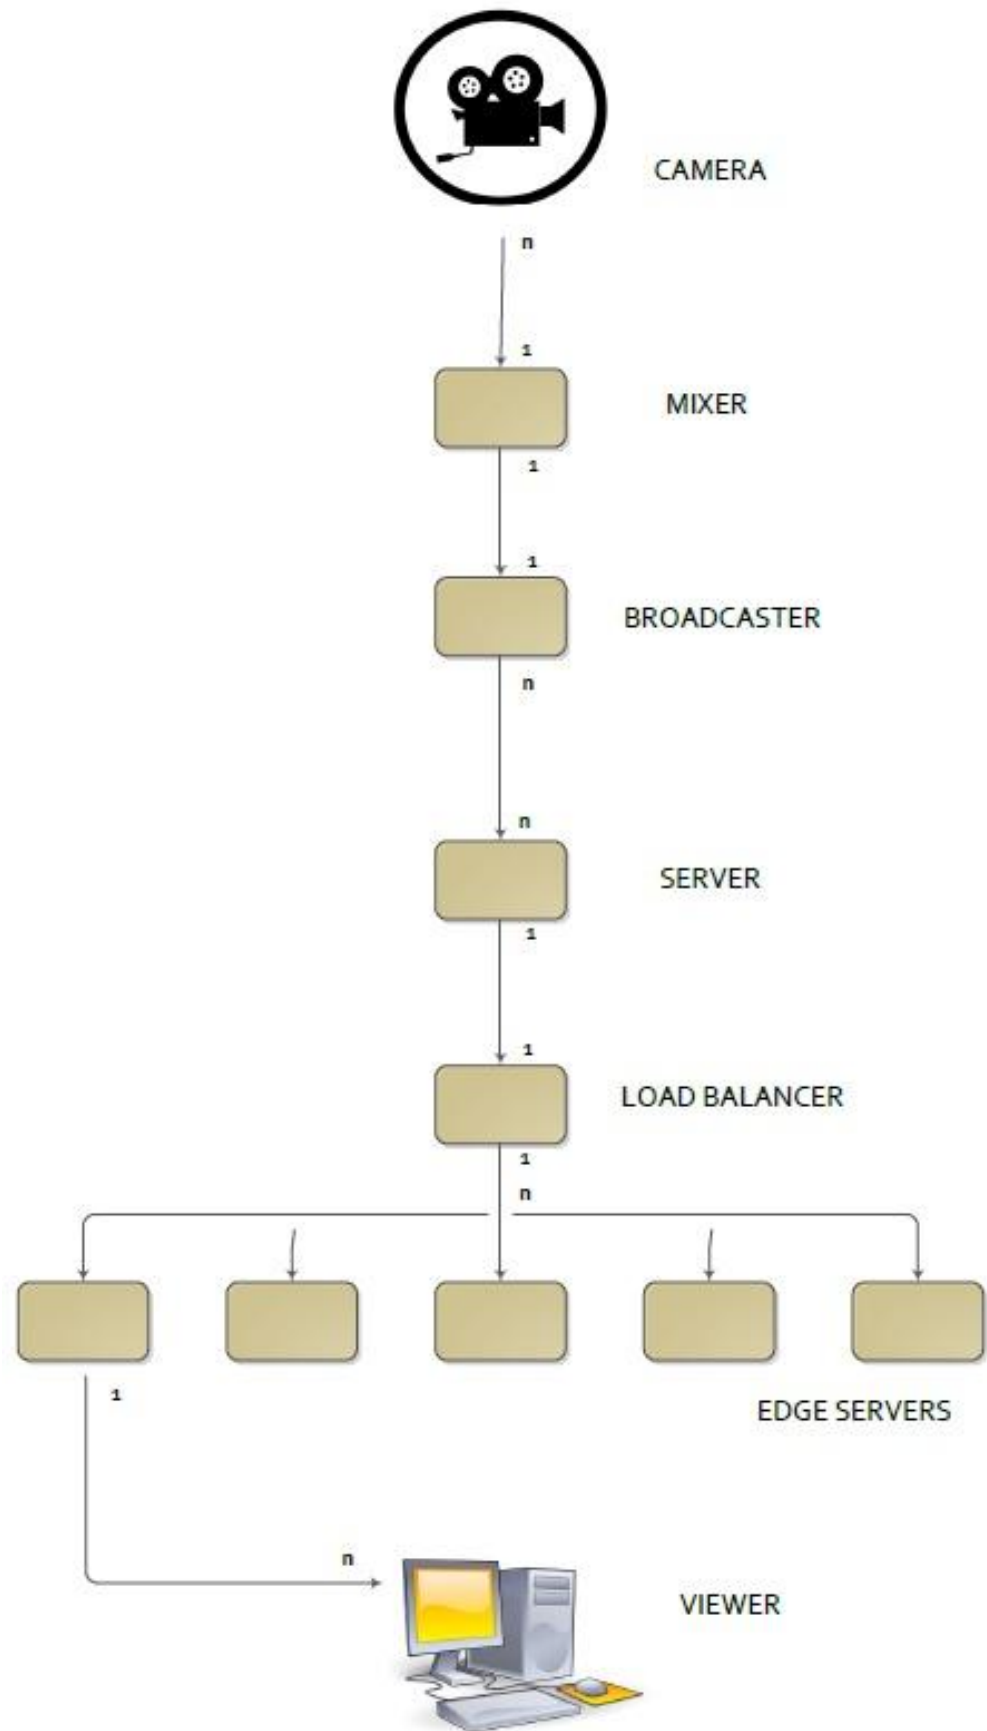 CAMERA
n
1
MIXER
1
1
BROADCASTER
n
n
SERVER
1
1
LOAD BALANCER
1
n
1
EDGE SERVERS
n
VIEWER